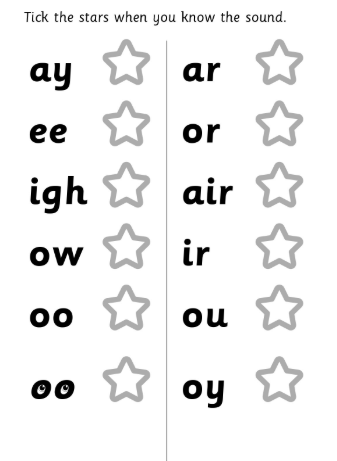 Tick the stars when you know the sound.
ay
ee
igh
ow
oo
oo
ar
or
air
ir
ou
oy